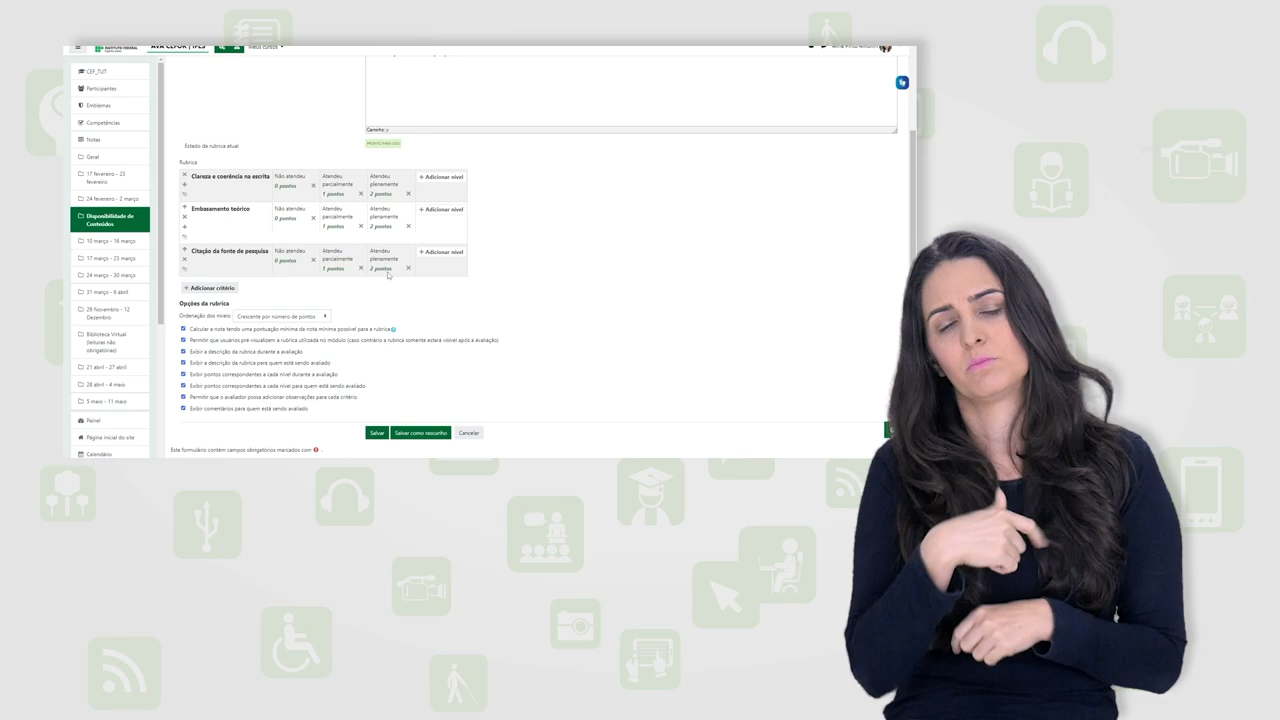 INSTITUTO FEDERAL
AVA CEFOR | IFES
Meus cursos
CEF_TUT
Participantes
Emblemas
Competências
Notas
Geral
17 fevereiro - 23
fevereiro
24 fevereiro - 2 março
Disponibilidade de
Conteúdos
10 março - 16 março
17 março - 23 março
24 março - 30 março
31 março - 6 abril
29 Novembro - 12
Dezembro
Biblioteca Virtual
(leituras não
obrigatórias)
21 abril - 27 abril
28 abril - 4 maio
5 maio - 11 maio
Painel
Página inicial do site
Calendário
Caminho: p
Estado da rubrica atual
PRONTO PARA USO
Rubrica
Clareza e coerência na escrita
Não atendeu
0 pontos
Atendeu
parcialmente
1 pontos
Atendeu
plenamente
2 pontos
Adicionar nível
Embasamento teórico
Não atendeu
0 pontos
Atendeu
parcialmente
1 pontos
Atendeu
plenamente
2 pontos
Adicionar nível
Citação da fonte de pesquisa
Não atendeu
0 pontos
Atendeu
parcialmente
1 pontos
Atendeu
plenamente
2 pontos
Adicionar nível
Adicionar critério
Opções da rubrica
Ordenação dos níveis: Crescente por número de pontos
Calcular a nota tendo uma pontuação mínima da nota mínima possível para a rubrica
Permitir que usuários pré-visualizem a rubrica utilizada no módulo (caso contrário a rubrica somente estará visível após a avaliação)
Exibir a descrição da rubrica durante a avaliação
Exibir a descrição da rubrica para quem está sendo avaliado
Exibir pontos correspondentes a cada nível durante a avaliação
Exibir pontos correspondentes a cada nível para quem está sendo avaliado
Permitir que o avaliador possa adicionar observações para cada critério
Exibir comentários para quem está sendo avaliado
Salvar
Salvar como rascunho
Cancelar
Este formulário contém campos obrigatórios marcados com